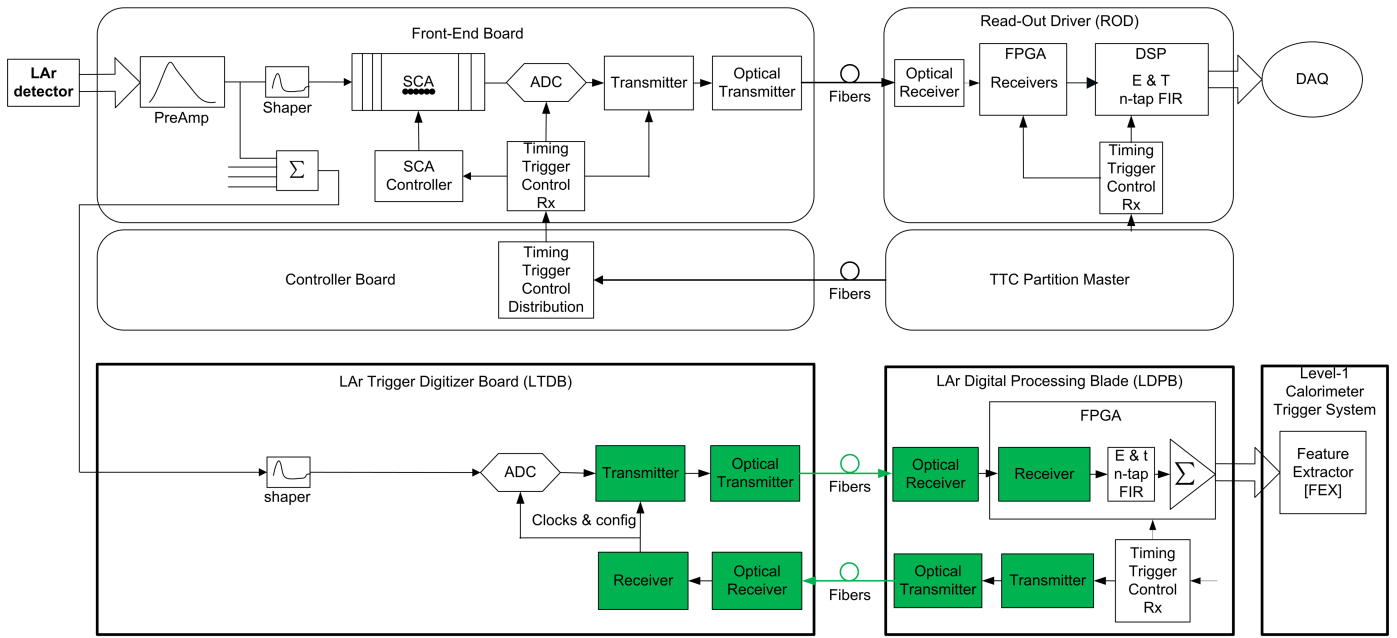 Front-End Board
LAr
detector
PreAmp
Shaper
SCA
ADC
Transmitter
Optical
Transmitter
Σ
SCA
Controller
Timing
Trigger
Control
Rx
Fibers
Read-Out Driver (ROD)
Optical
Receiver
FPGA
Receivers
DSP
E & T
n-tap FIR
Timing
Trigger
Control
Rx
DAQ
Controller Board
Timing
Trigger
Control
Distribution
Fibers
TTC Partition Master
LAr Trigger Digitizer Board (LTDB)
shaper
ADC
Transmitter
Optical
Transmitter
Clocks & config
Receiver
Optical
Receiver
Fibers
Fibers
LAr Digital Processing Blade (LDPB)
FPGA
Optical
Receiver
Receiver
E & t
n-tap
FIR
Σ
Optical
Transmitter
Transmitter
Timing
Trigger
Control
Rx
Level-1
Calorimeter
Trigger System
Feature
Extractor
[FEX]